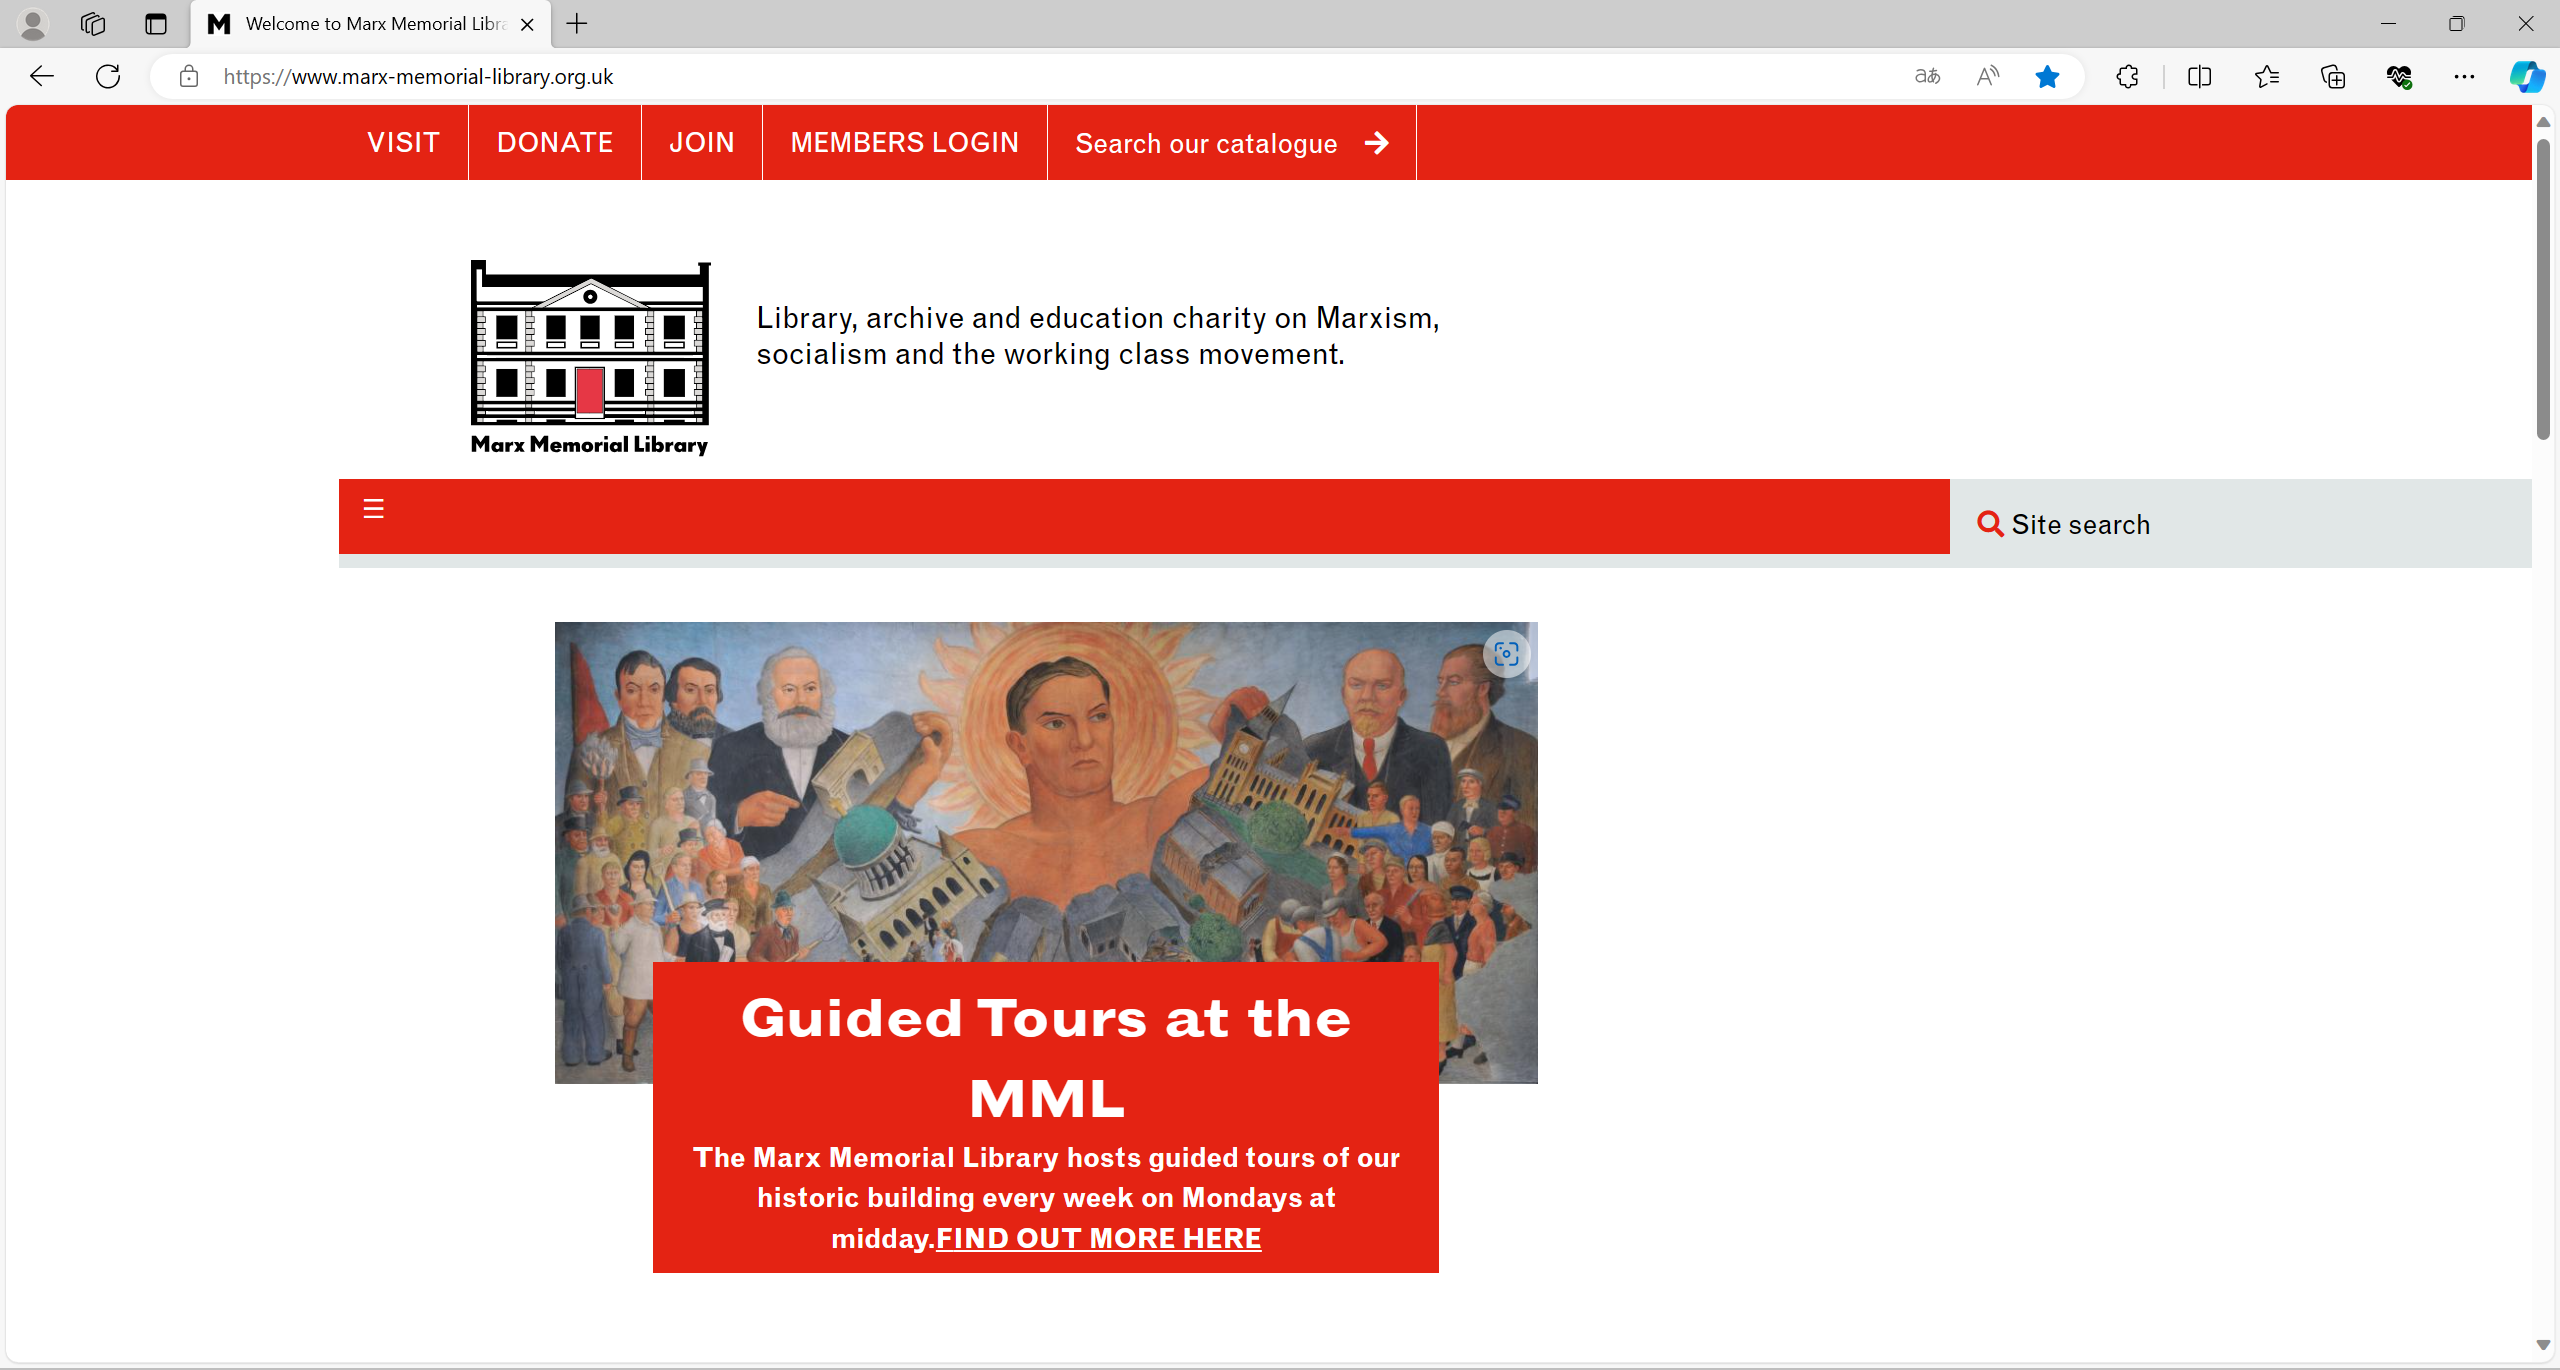 Welcome to Marx Memorial Libra
https://www.marx-memorial-library.org.uk
VISIT
DONATE
JOIN
MEMBERS LOGIN
Search our catalogue
Library, archive and education charity on Marxism,
socialism and the working class movement.
Marx Memorial Library
Site search
Guided Tours at the
MML
The Marx Memorial Library hosts guided tours of our
historic building every week on Mondays at
midday.FIND OUT MORE HERE